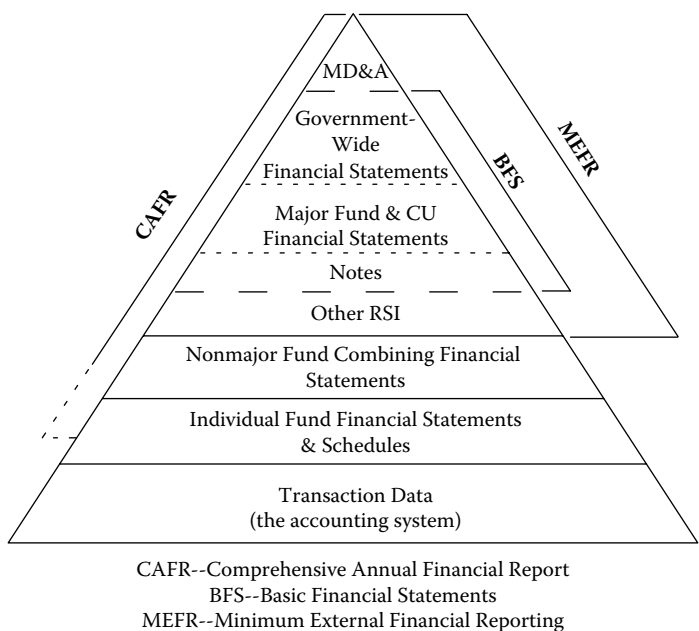 MD&A
Government-
Wide
Financial Statements
Major Fund & CU
Financial Statements
Notes
Other RSI
Nonmajor Fund Combining Financial
Statements
Individual Fund Financial Statements
& Schedules
Transaction Data
(the accounting system)
CAFR
BFS
MEFR
CAFR--Comprehensive Annual Financial Report
BFS--Basic Financial Statements
MEFR--Minimum External Financial Reporting